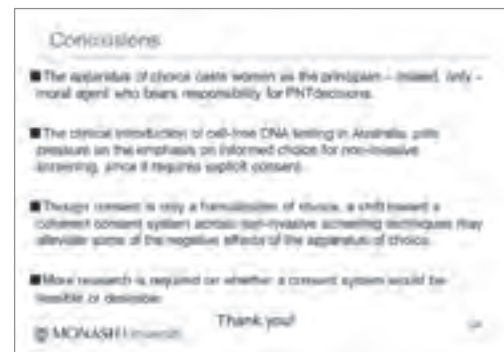 Conclusions
■ The apparatus of choice casts women as the principal – indeed, only –
moral agent who bears responsibility for PNT decisions.
■ The clinical introduction of cell-free DNA testing in Australia puts
pressure on the emphasis on informed choice for non-invasive
screening, since it requires explicit consent.
■ Though consent is only a formalisation of choice, a shift toward a
coherent consent system across non-invasive screening techniques may
alleviate some of the negative effects of the apparatus of choice.
■ More research is required on whether a consent system would be
feasible or desirable.
Thank you!
MONASH University